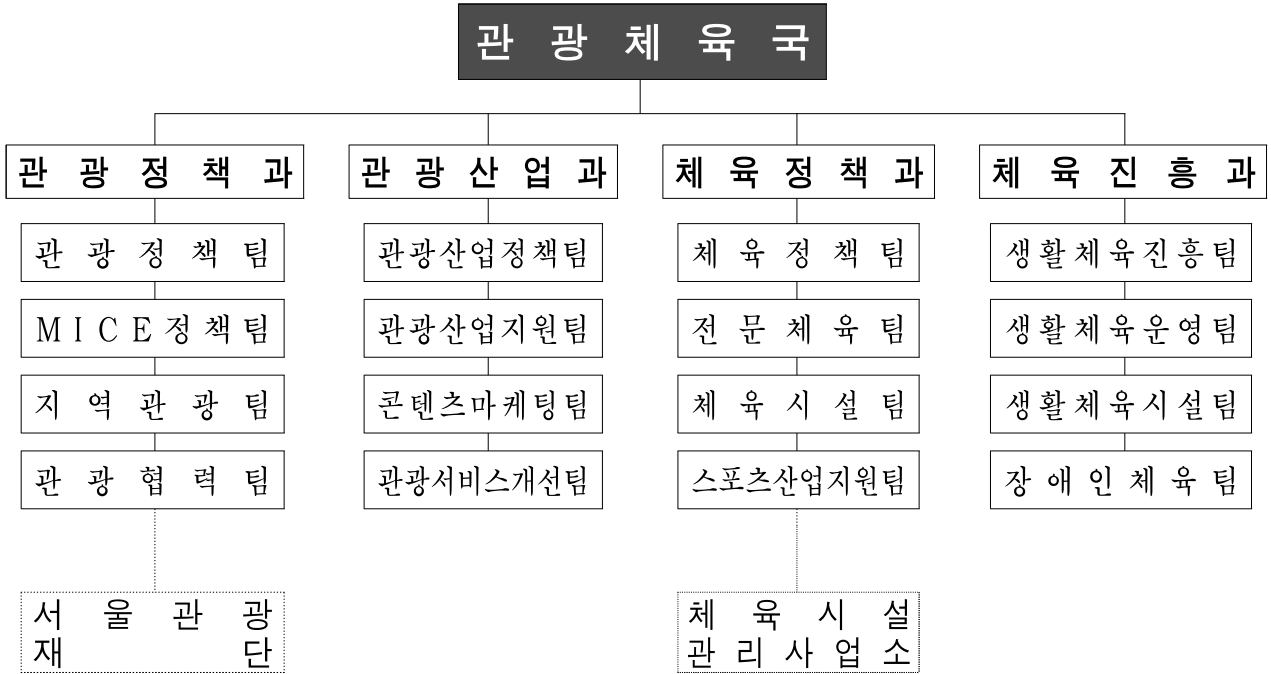 관광체육국
관광정책과
관광산업과
체육정책과
체육진흥과
관광정책팀
관광산업정책팀
체육정책팀
생활체육진흥팀
MICE정책팀
관광산업지원팀
전문체육팀
생활체육운영팀
지역관광팀
콘텐츠마케팅팀
체육시설팀
생활체육시설팀
관광협력팀
관광서비스개선팀
스포츠산업지원팀
장애인체육팀
서울관광
재단
체육시설
관리사업소